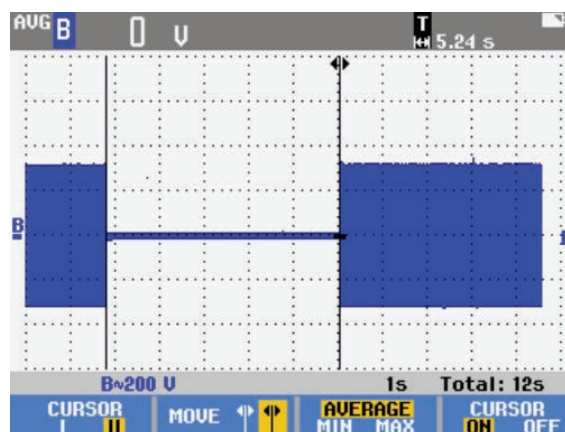 AVG B 0 V T 5.24 s
B
B~200 V 1s Total: 12s
CURSOR MOVE AVERAGE CURSOR
I II MIN MAX ON OFF